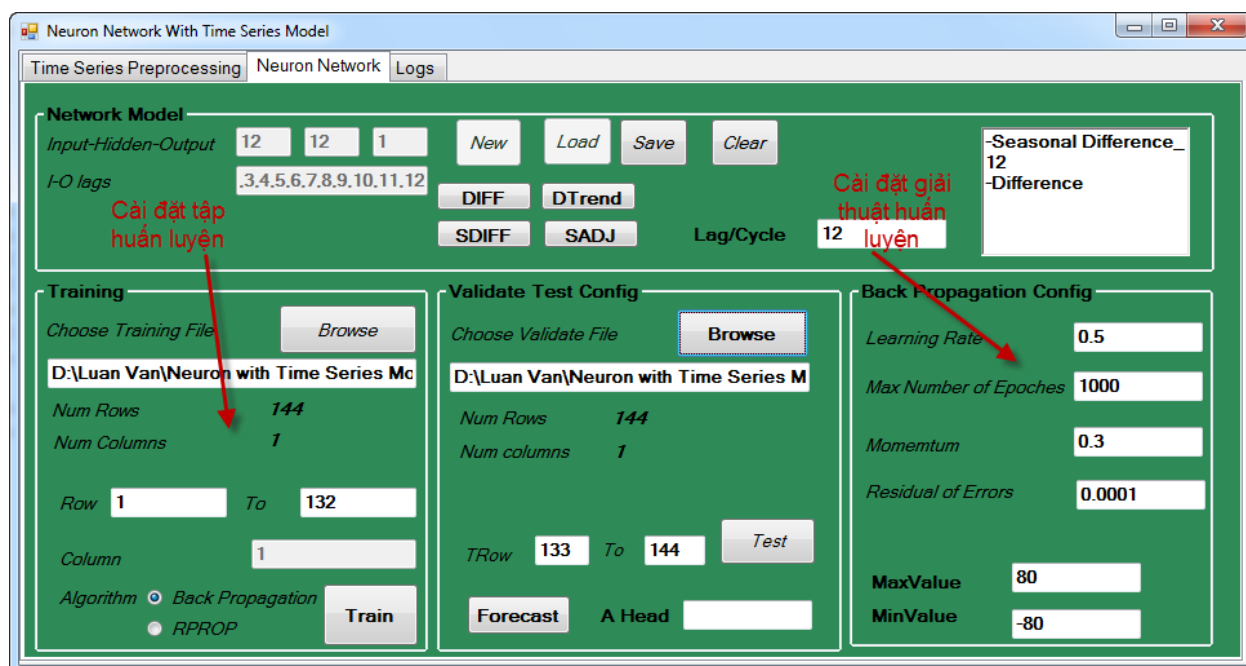 Neuron Network With Time Series Model
Time Series Preprocessing Neuron Network Logs
Network Model
Input-Hidden-Output 12 12 1 New Load Save Clear
I-O lags ,3,4,5,6,7,8,9,10,11,12
DIFF DTrend
SDIFF SADJ Lag/Cycle 12
-Seasonal Difference_
12
-Difference
Cài đặt tập
huấn luyện
Cài đặt giải
thuật huấn
luyện
Training
Choose Training File Browse
D:\Luan Van\Neuron with Time Series Mo
Num Rows 144
Num Columns 1
Row 1 To 132
Column 1
Algorithm Back Propagation
RPROP
Train
Validate Test Config
Choose Validate File Browse
D:\Luan Van\Neuron with Time Series M
Num Rows 144
Num columns 1
TRow 133 To 144 Test
Forecast A Head
Back Propagation Config
Learning Rate 0.5
Max Number of Epoches 1000
Momemtum 0.3
Residual of Errors 0.0001
MaxValue 80
MinValue -80